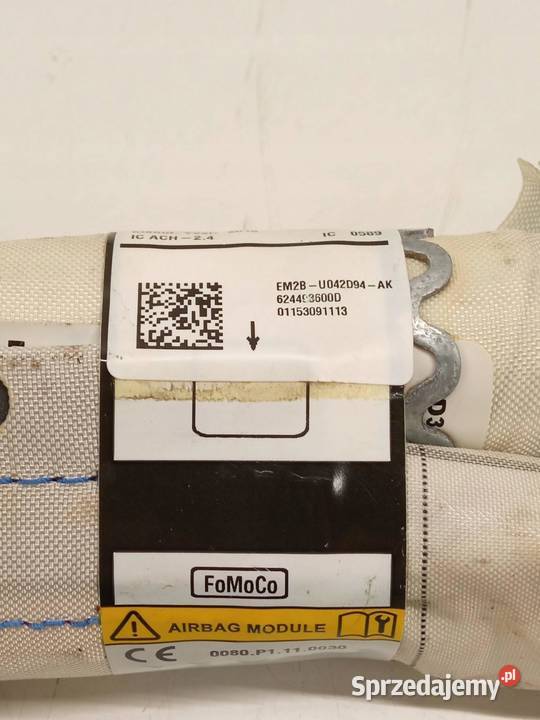 IC ACH-2.4 IC 0589
EM2B-U042D94-AK
624493600D
01153091113
D3
FoMoCo
AIRBAG MODULE
CE 0080.P1.11.0030
Sprzedajemy.pl